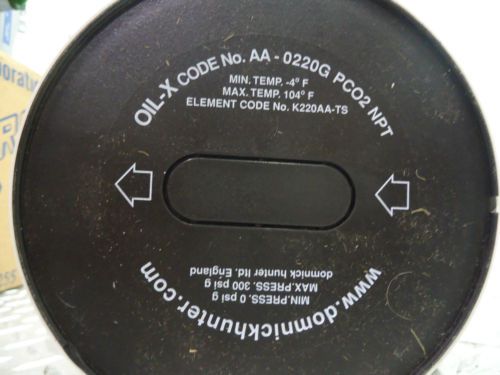 OIL-X CODE No. AA - 0220G PCO2 NPT
MIN. TEMP. -4° F
MAX. TEMP. 104° F
ELEMENT CODE No. K220AA-TS
MIN.PRESS. 0 psi g
MAX.PRESS. 300 psi g
domnick hunter ltd. England
www.domnickhunter.com
oration